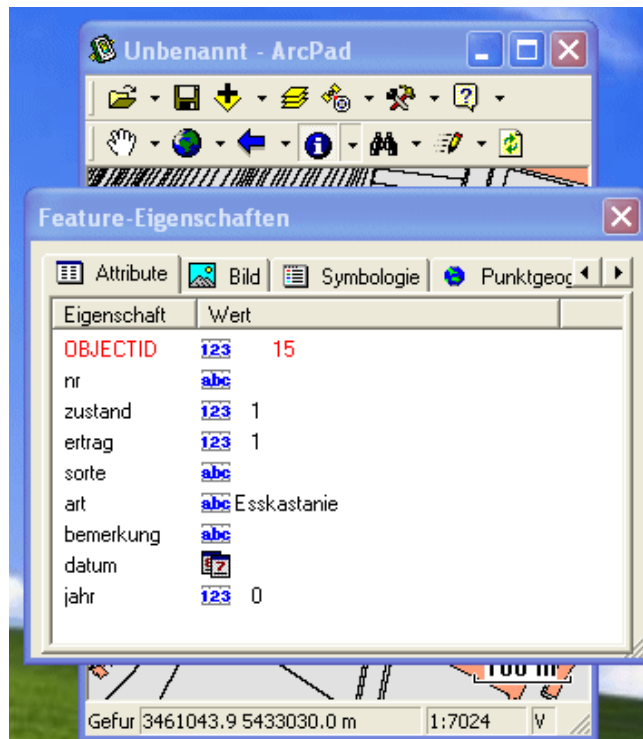 Unbenannt - ArcPad
Feature-Eigenschaften
Attribute Bild Symbologie Punktgeog
Eigenschaft Wert
OBJECTID 123 15
nr abc
zustand 123 1
ertrag 123 1
sorte abc
art abc Esskastanie
bemerkung abc
datum
jahr 123 0
100 m
Gefur 3461043.9 5433030.0 m 1:7024 V